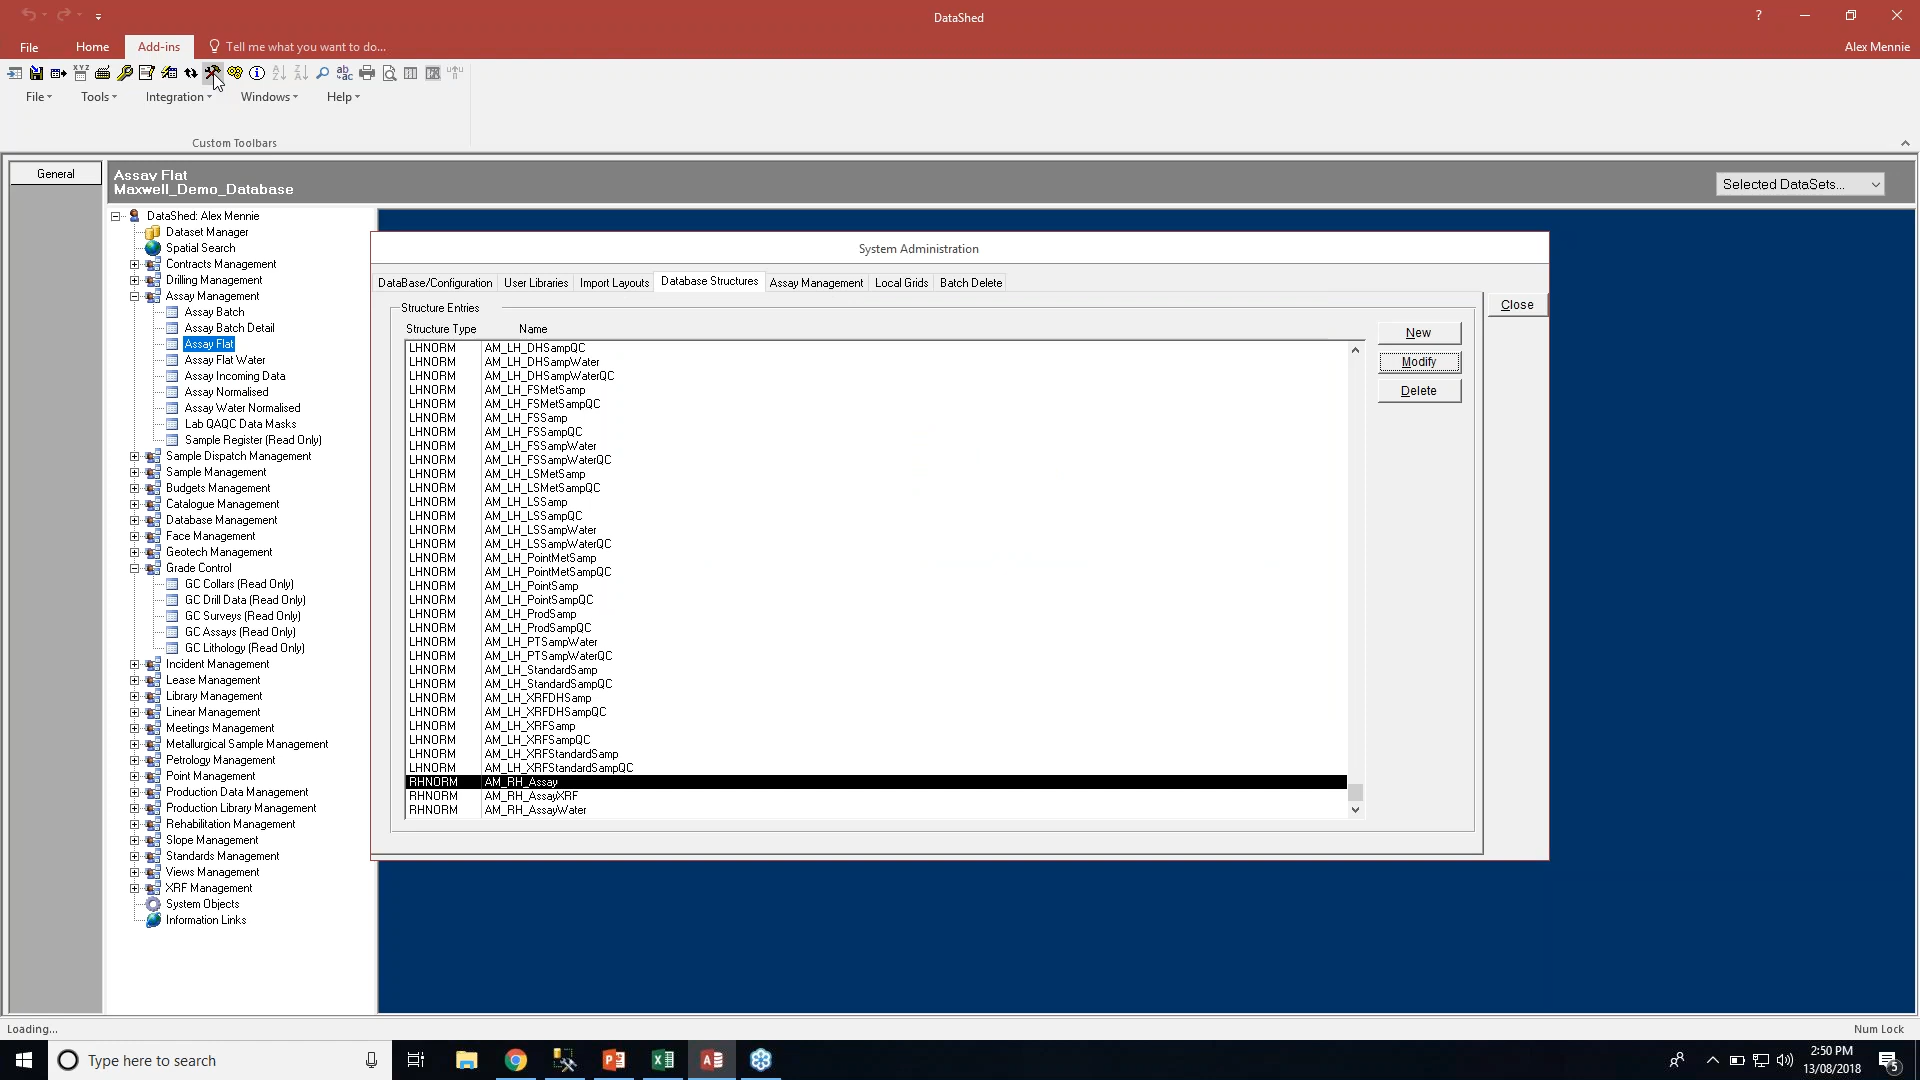 DataShed
File
Home
Add-ins
Tell me what you want to do...
Alex Mennie
File
Tools
Integration
Windows
Help
Custom Toolbars
General
Assay Flat
Maxwell_Demo_Database
Selected DataSets...
DataShed: Alex Mennie
Dataset Manager
Spatial Search
Contracts Management
Drilling Management
Assay Management
Assay Batch
Assay Batch Detail
Assay Flat
Assay Flat Water
Assay Incoming Data
Assay Normalised
Assay Water Normalised
Lab QAQC Data Masks
Sample Register (Read Only)
Sample Dispatch Management
Sample Management
Budgets Management
Catalogue Management
Database Management
Face Management
Geotech Management
Grade Control
GC Collars (Read Only)
GC Drill Data (Read Only)
GC Surveys (Read Only)
GC Assays (Read Only)
GC Lithology (Read Only)
Incident Management
Lease Management
Library Management
Linear Management
Meetings Management
Metallurgical Sample Management
Petrology Management
Point Management
Production Data Management
Production Library Management
Rehabilitation Management
Slope Management
Standards Management
Views Management
XRF Management
System Objects
Information Links
System Administration
DataBase/Configuration
User Libraries
Import Layouts
Database Structures
Assay Management
Local Grids
Batch Delete
Close
Structure Entries
Structure Type Name
New
Modify
Delete
LHNORM AM_LH_DHSampQC
LHNORM AM_LH_DHSampWater
LHNORM AM_LH_DHSampWaterQC
LHNORM AM_LH_FSMetSamp
LHNORM AM_LH_FSMetSampQC
LHNORM AM_LH_FSSamp
LHNORM AM_LH_FSSampQC
LHNORM AM_LH_FSSampWater
LHNORM AM_LH_FSSampWaterQC
LHNORM AM_LH_LSMetSamp
LHNORM AM_LH_LSMetSampQC
LHNORM AM_LH_LSSamp
LHNORM AM_LH_LSSampQC
LHNORM AM_LH_LSSampWater
LHNORM AM_LH_LSSampWaterQC
LHNORM AM_LH_PointMetSamp
LHNORM AM_LH_PointMetSampQC
LHNORM AM_LH_PointSamp
LHNORM AM_LH_PointSampQC
LHNORM AM_LH_ProdSamp
LHNORM AM_LH_ProdSampQC
LHNORM AM_LH_PTSampWater
LHNORM AM_LH_PTSampWaterQC
LHNORM AM_LH_StandardSamp
LHNORM AM_LH_StandardSampQC
LHNORM AM_LH_XRFDHSamp
LHNORM AM_LH_XRFDHSampQC
LHNORM AM_LH_XRFSamp
LHNORM AM_LH_XRFSampQC
LHNORM AM_LH_XRFStandardSamp
LHNORM AM_LH_XRFStandardSampQC
RHNORM AM_RH_Assay
RHNORM AM_RH_AssayXRF
RHNORM AM_RH_AssayWater
Loading...
Num Lock
Type here to search
2:50 PM
13/08/2018
5